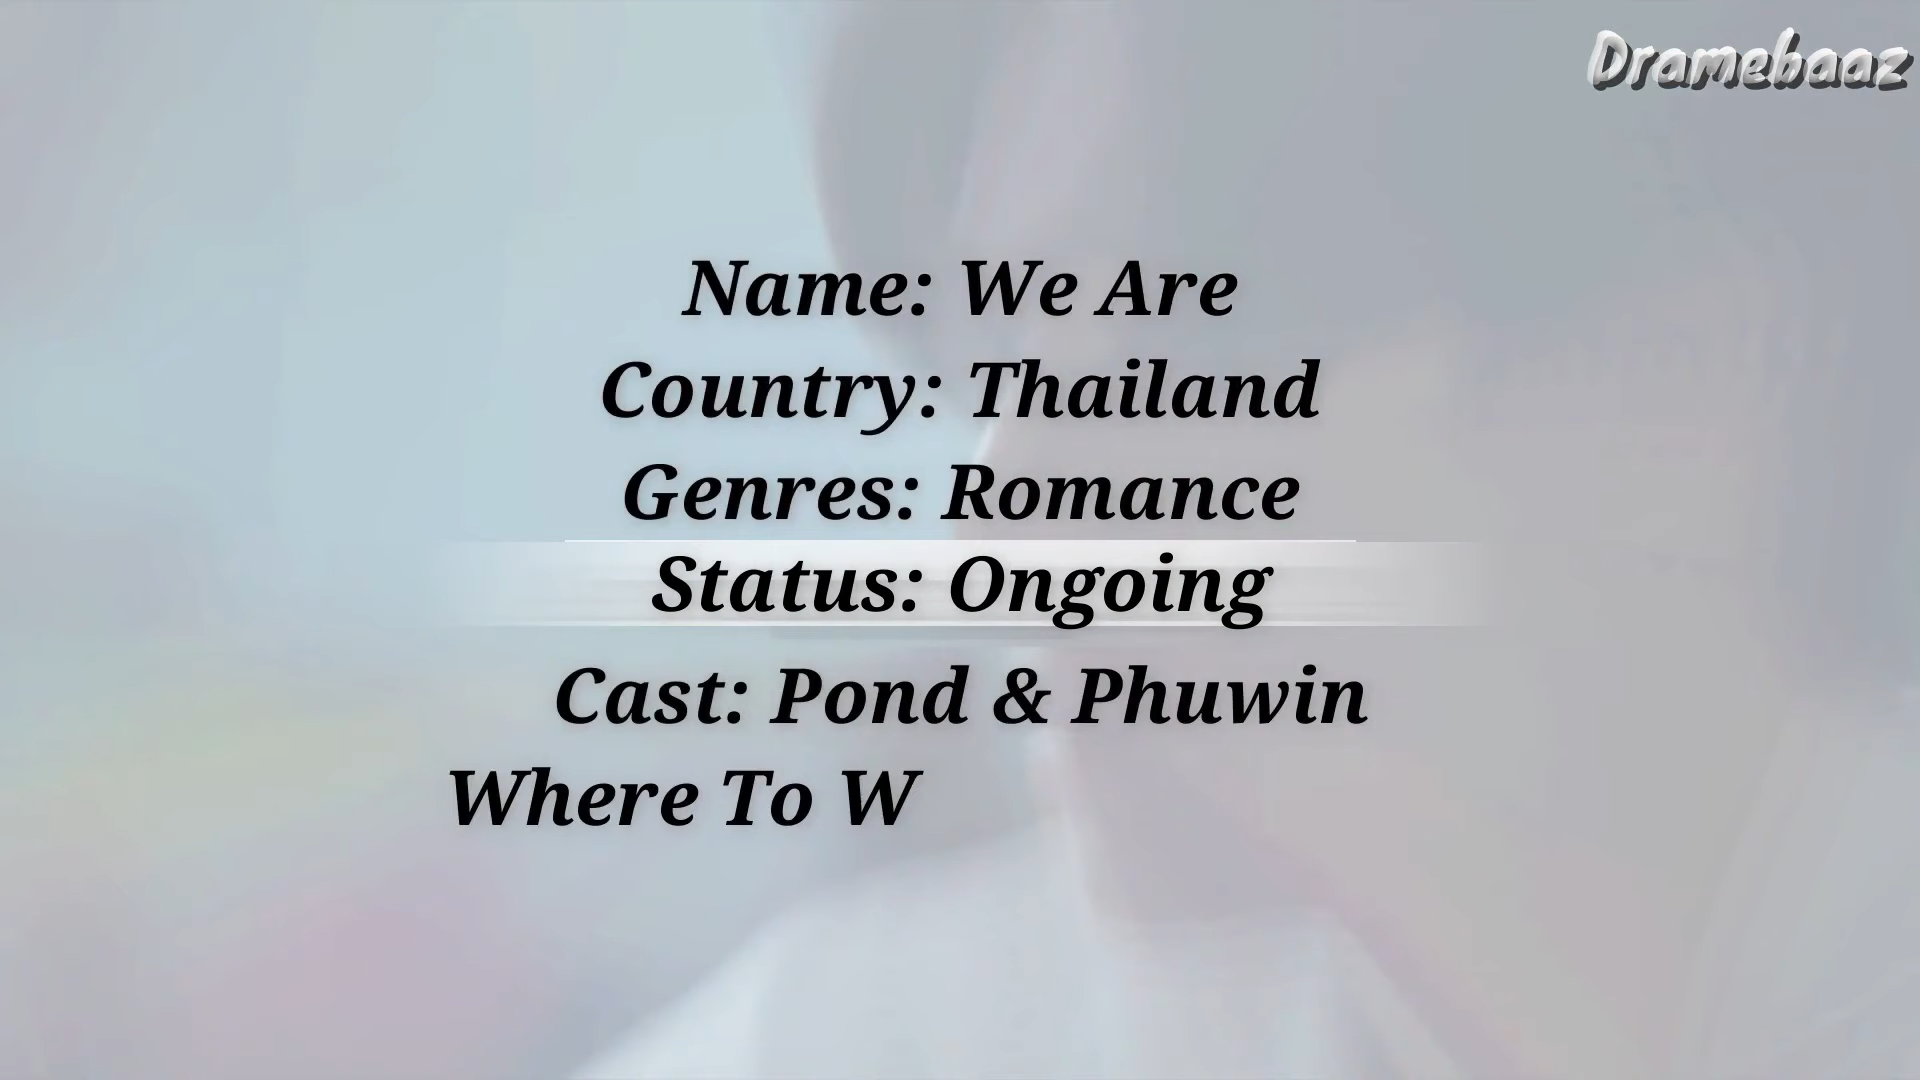 Dramebaaz
Name: We Are
Country: Thailand
Genres: Romance
Status: Ongoing
Cast: Pond & Phuwin
Where To W